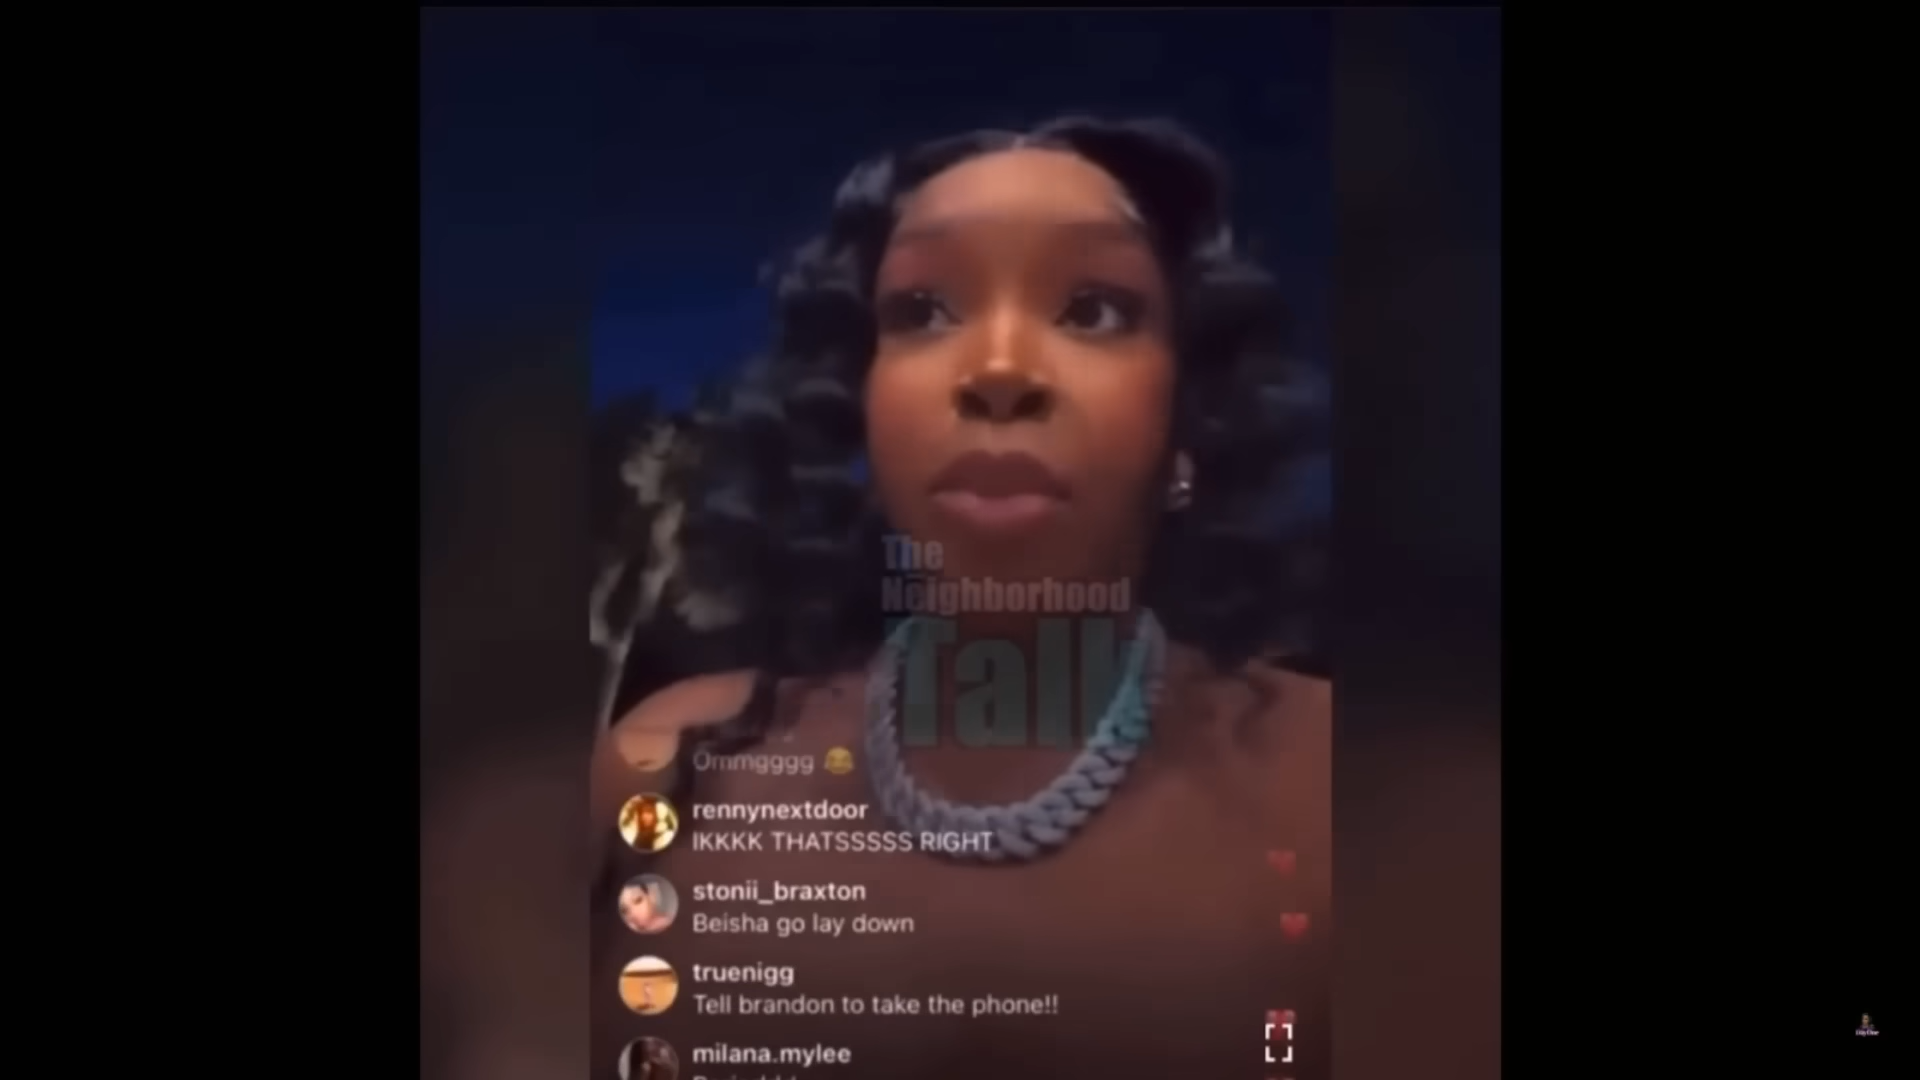 The
Neighborhood
Talk
Ommgggg 😂
rennynextdoor
IKKKK THATSSSSS RIGHT
stonii_braxton
Beisha go lay down
truenigg
Tell brandon to take the phone!!
milana.mylee